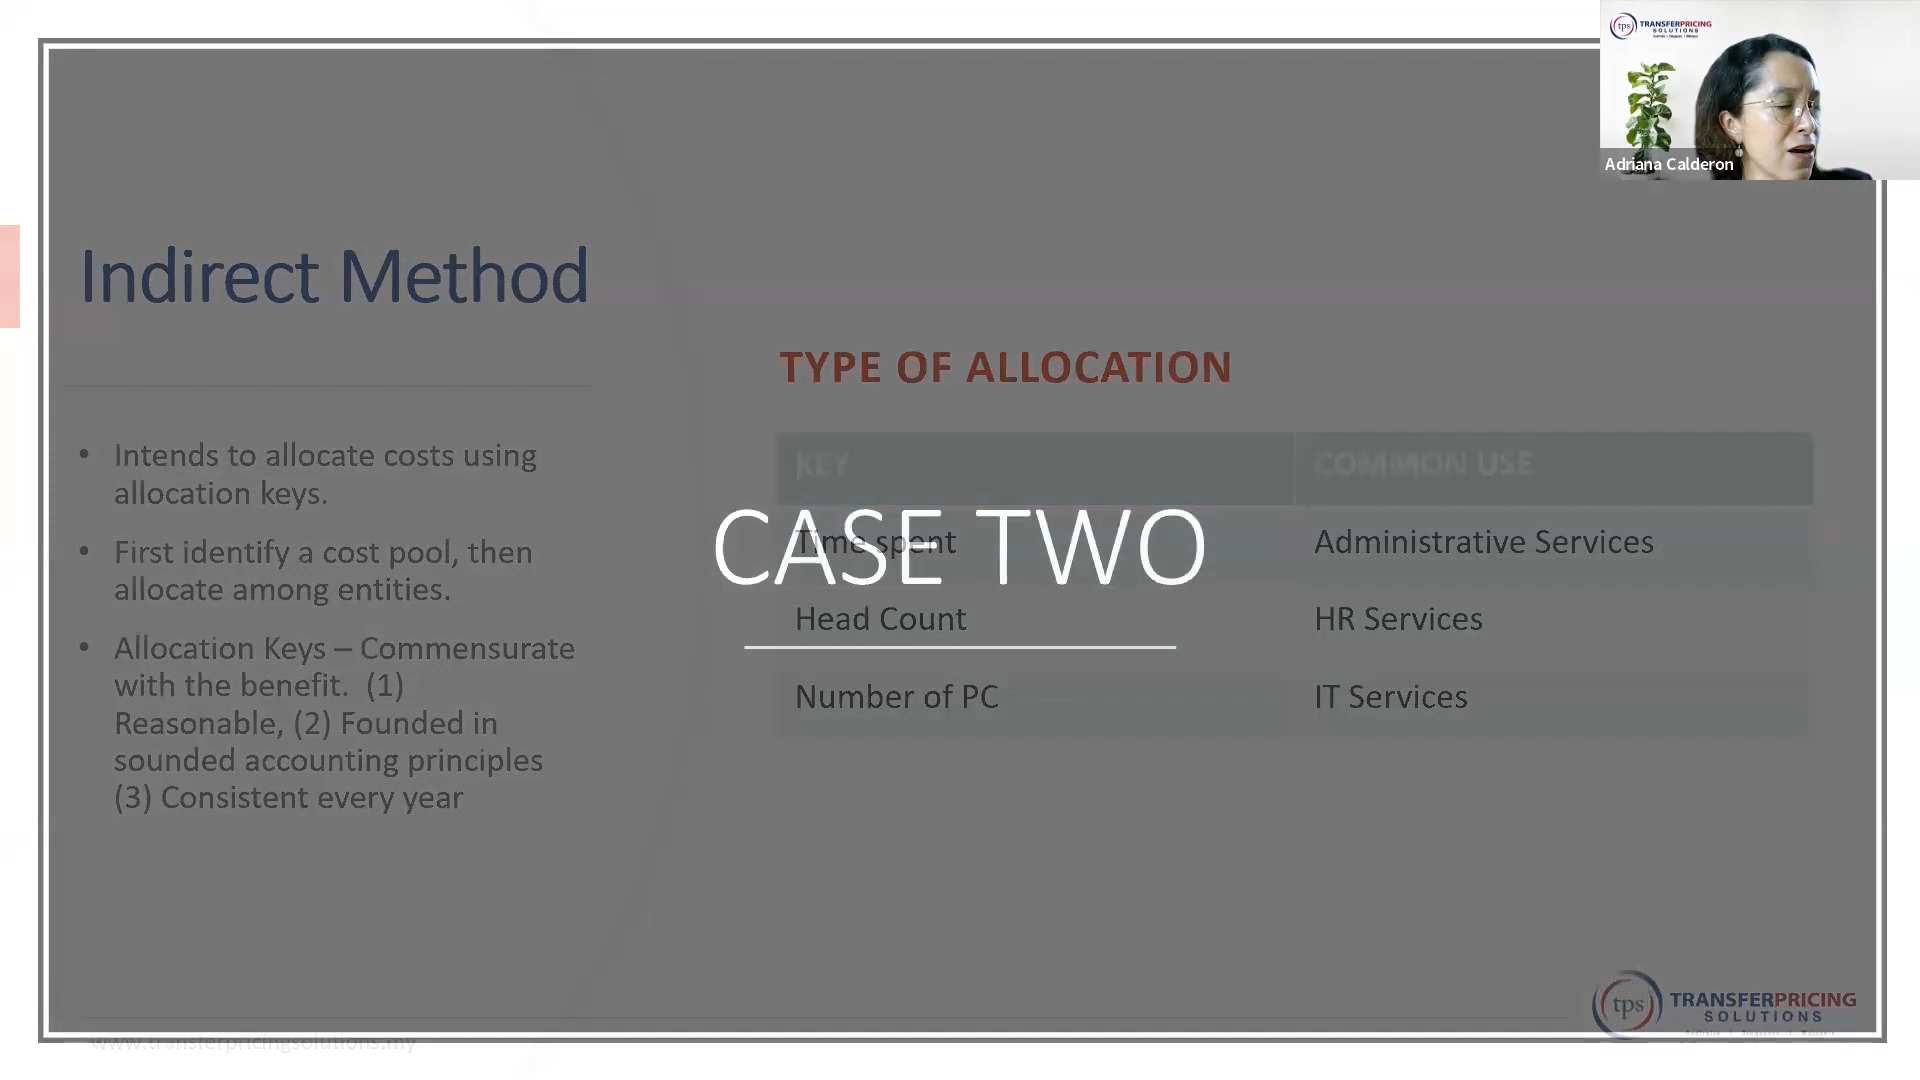 tps TRANSFERPRICING
SOLUTIONS
Adriana Calderon
Indirect Method
• Intends to allocate costs using
allocation keys.
• First identify a cost pool, then
allocate among entities.
• Allocation Keys – Commensurate
with the benefit. (1)
Reasonable, (2) Founded in
sounded accounting principles
(3) Consistent every year
TYPE OF ALLOCATION
KEY COMMON USE
CASE TWO
Time spent Administrative Services
Head Count HR Services
Number of PC IT Services
www.transferpricingsolutions.my
tps TRANSFERPRICING
SOLUTIONS